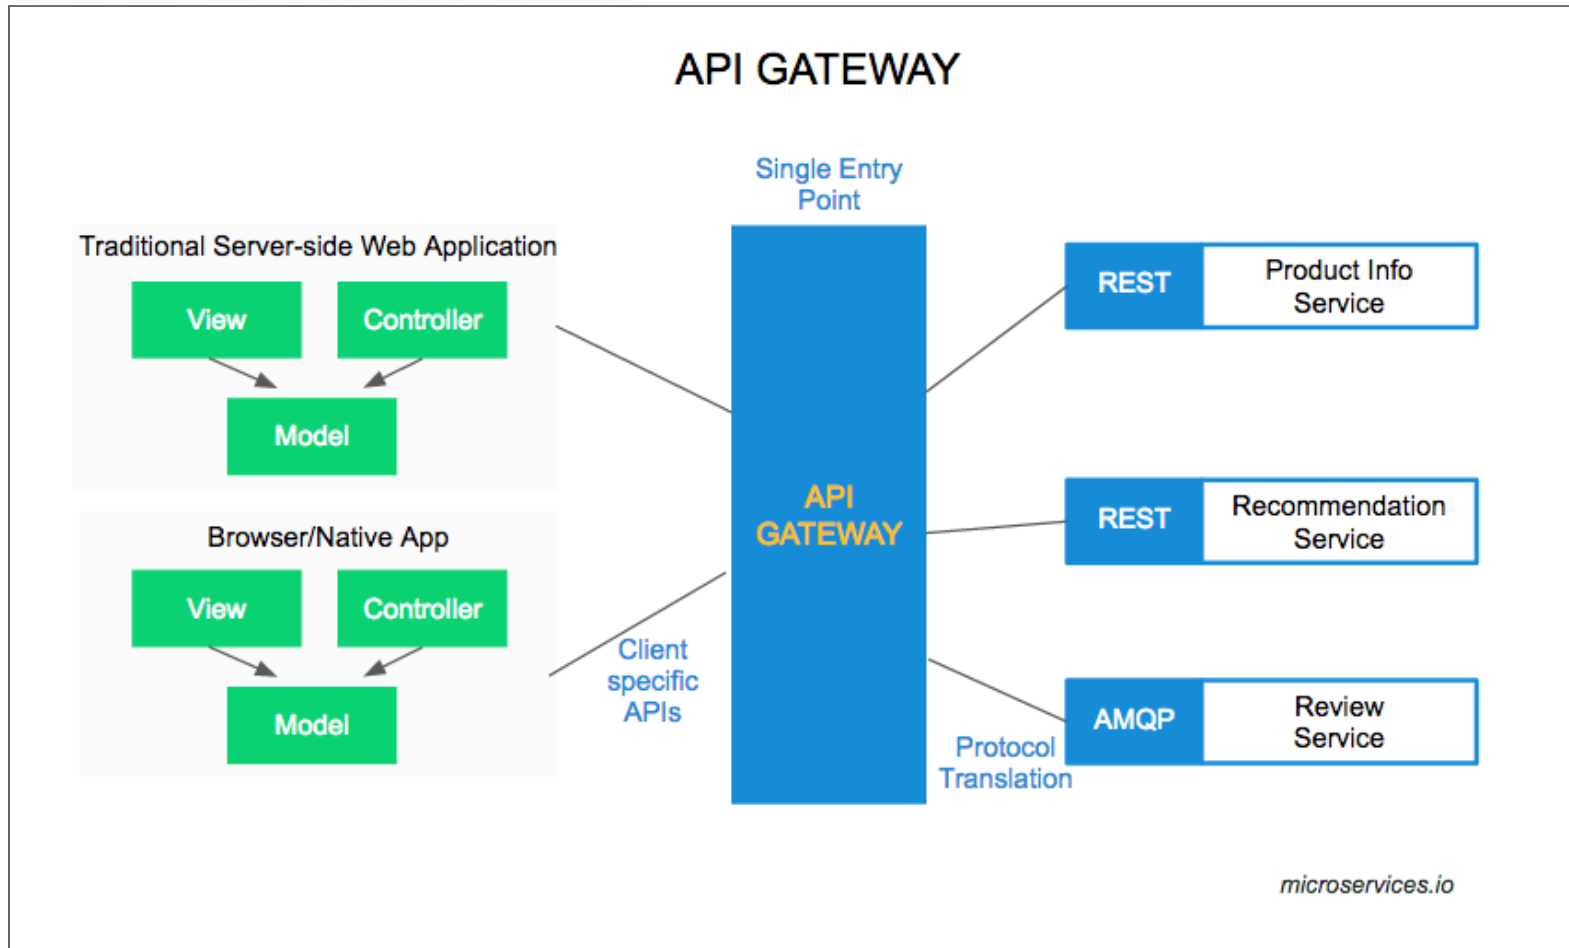 API GATEWAY
Single Entry
Point
Traditional Server-side Web Application
View
Controller
Model
Browser/Native App
View
Controller
Model
Client
specific
APIs
API
GATEWAY
Protocol
Translation
REST
Product Info
Service
REST
Recommendation
Service
AMQP
Review
Service
microservices.io